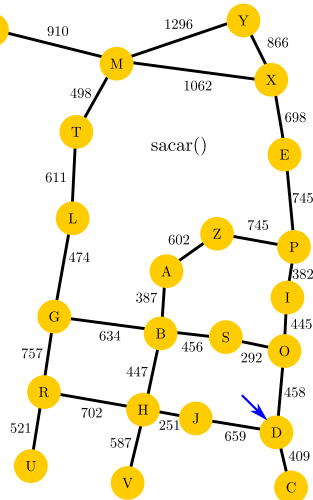 1296
Y
910
866
M
X
1062
498
698
T
sacar()
E
611
745
L
Z
745
602
P
474
A
382
387
I
G
445
634
B
456
S
292
O
757
447
458
R
702
H
251
J
659
D
521
587
409
U
V
C